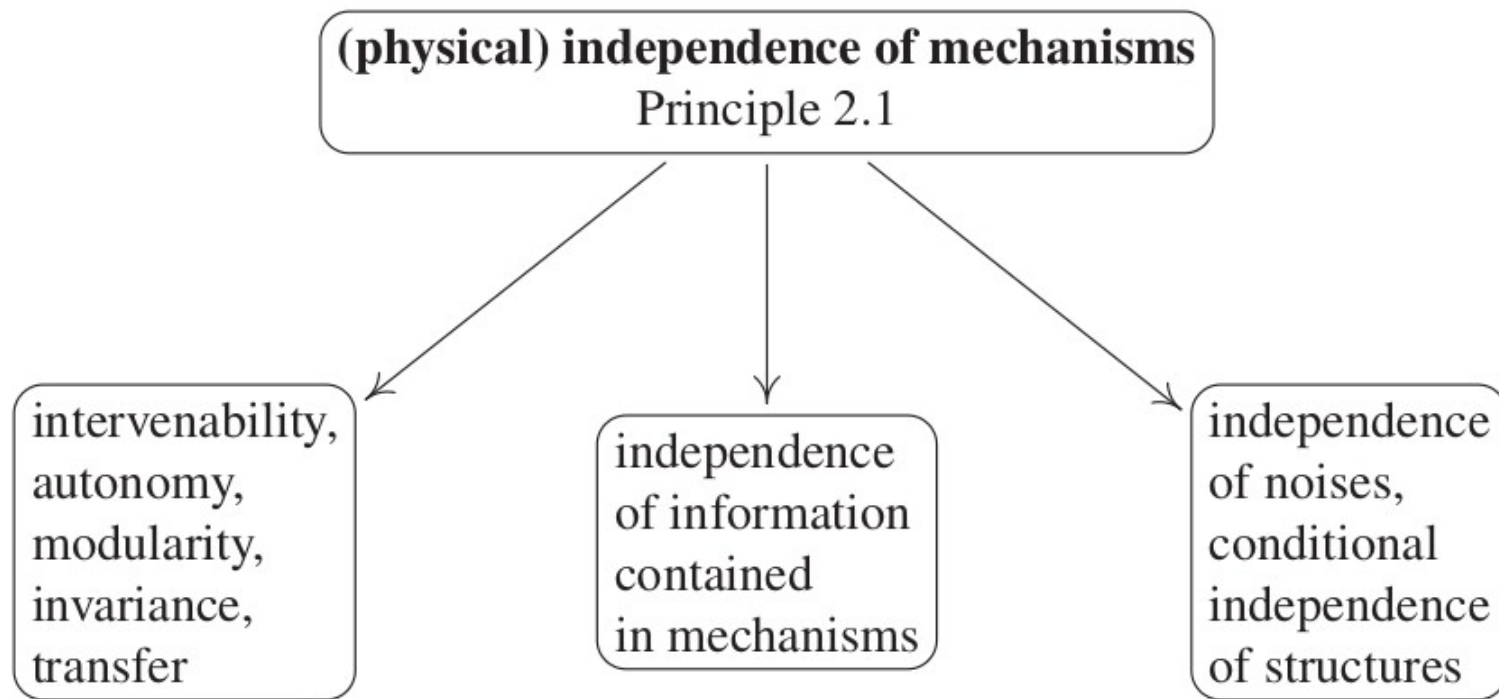 (physical) independence of mechanisms
Principle 2.1
intervenability,
autonomy,
modularity,
invariance,
transfer
independence
of information
contained
in mechanisms
independence
of noises,
conditional
independence
of structures